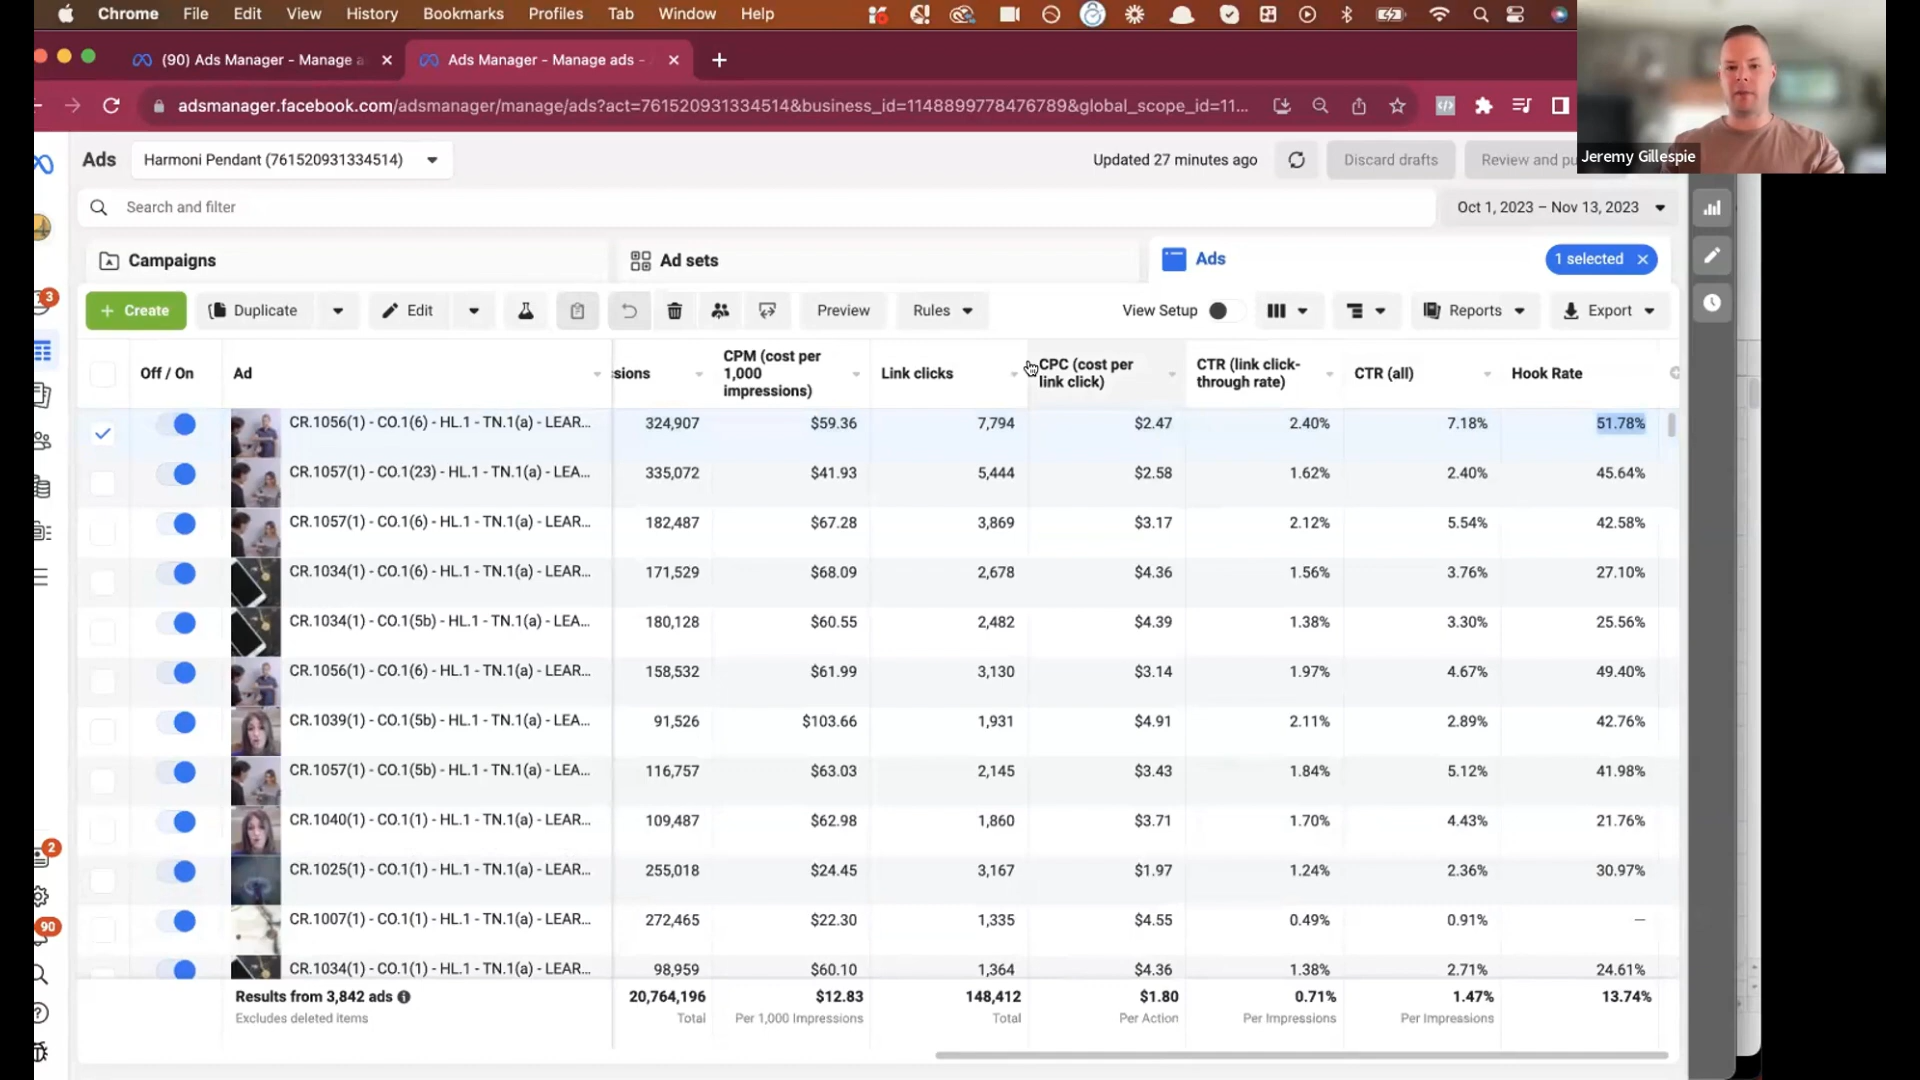 Chrome File Edit View History Bookmarks Profiles Tab Window Help
(90) Ads Manager - Manage a
Ads Manager - Manage ads -
adsmanager.facebook.com/adsmanager/manage/ads?act=761520931334514&business_id=1148899778476789&global_scope_id=11...
Jeremy Gillespie
Ads Harmoni Pendant (761520931334514) Updated 27 minutes ago Discard drafts Review and pu
Search and filter Oct 1, 2023 – Nov 13, 2023
Campaigns Ad sets Ads 1 selected
+ Create Duplicate Edit Preview Rules View Setup Reports Export
Off / On Ad sions CPM (cost per 1,000 impressions) Link clicks CPC (cost per link click) CTR (link click-through rate) CTR (all) Hook Rate
CR.1056(1) - CO.1(6) - HL.1 - TN.1(a) - LEAR... 324,907 $59.36 7,794 $2.47 2.40% 7.18% 51.78%
CR.1057(1) - CO.1(23) - HL.1 - TN.1(a) - LEA... 335,072 $41.93 5,444 $2.58 1.62% 2.40% 45.64%
CR.1057(1) - CO.1(6) - HL.1 - TN.1(a) - LEAR... 182,487 $67.28 3,869 $3.17 2.12% 5.54% 42.58%
CR.1034(1) - CO.1(6) - HL.1 - TN.1(a) - LEAR... 171,529 $68.09 2,678 $4.36 1.56% 3.76% 27.10%
CR.1034(1) - CO.1(5b) - HL.1 - TN.1(a) - LEA... 180,128 $60.55 2,482 $4.39 1.38% 3.30% 25.56%
CR.1056(1) - CO.1(6) - HL.1 - TN.1(a) - LEAR... 158,532 $61.99 3,130 $3.14 1.97% 4.67% 49.40%
CR.1039(1) - CO.1(5b) - HL.1 - TN.1(a) - LEA... 91,526 $103.66 1,931 $4.91 2.11% 2.89% 42.76%
CR.1057(1) - CO.1(5b) - HL.1 - TN.1(a) - LEA... 116,757 $63.03 2,145 $3.43 1.84% 5.12% 41.98%
CR.1040(1) - CO.1(1) - HL.1 - TN.1(a) - LEAR... 109,487 $62.98 1,860 $3.71 1.70% 4.43% 21.76%
CR.1025(1) - CO.1(1) - HL.1 - TN.1(a) - LEAR... 255,018 $24.45 3,167 $1.97 1.24% 2.36% 30.97%
CR.1007(1) - CO.1(1) - HL.1 - TN.1(a) - LEAR... 272,465 $22.30 1,335 $4.55 0.49% 0.91% —
CR.1034(1) - CO.1(1) - HL.1 - TN.1(a) - LEAR... 98,959 $60.10 1,364 $4.36 1.38% 2.71% 24.61%
Results from 3,842 ads 20,764,196 $12.83 148,412 $1.80 0.71% 1.47% 13.74%
Excludes deleted items Total Per 1,000 Impressions Total Per Action Per Impressions Per Impressions
3
2
90